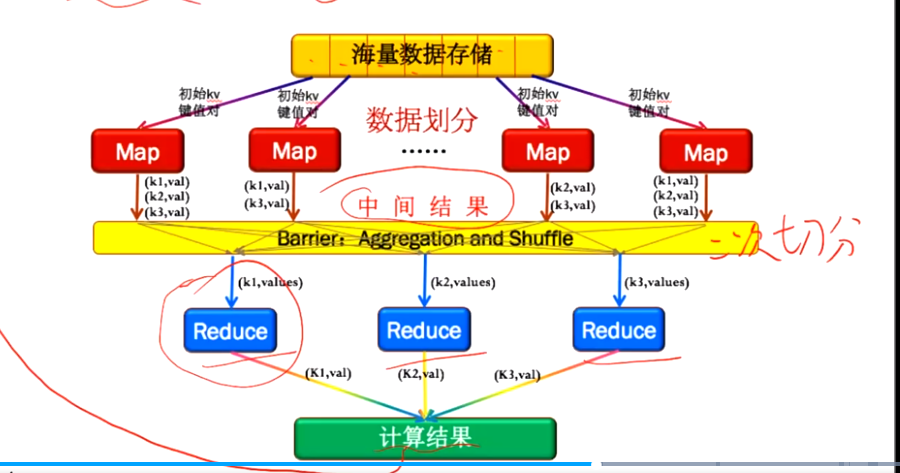 海量数据存储
初始kv
键值对
初始kv
键值对
初始kv
键值对
初始kv
键值对
数据划分
Map
Map
......
Map
Map
(k1,val)
(k2,val)
(k3,val)
(k1,val)
(k3,val)
中间结果
(k2,val)
(k3,val)
(k1,val)
(k2,val)
(k3,val)
Barrier: Aggregation and Shuffle
二次切分
(k1,values)
(k2,values)
(k3,values)
Reduce
Reduce
Reduce
(K1,val)
(K2,val)
(K3,val)
计算结果